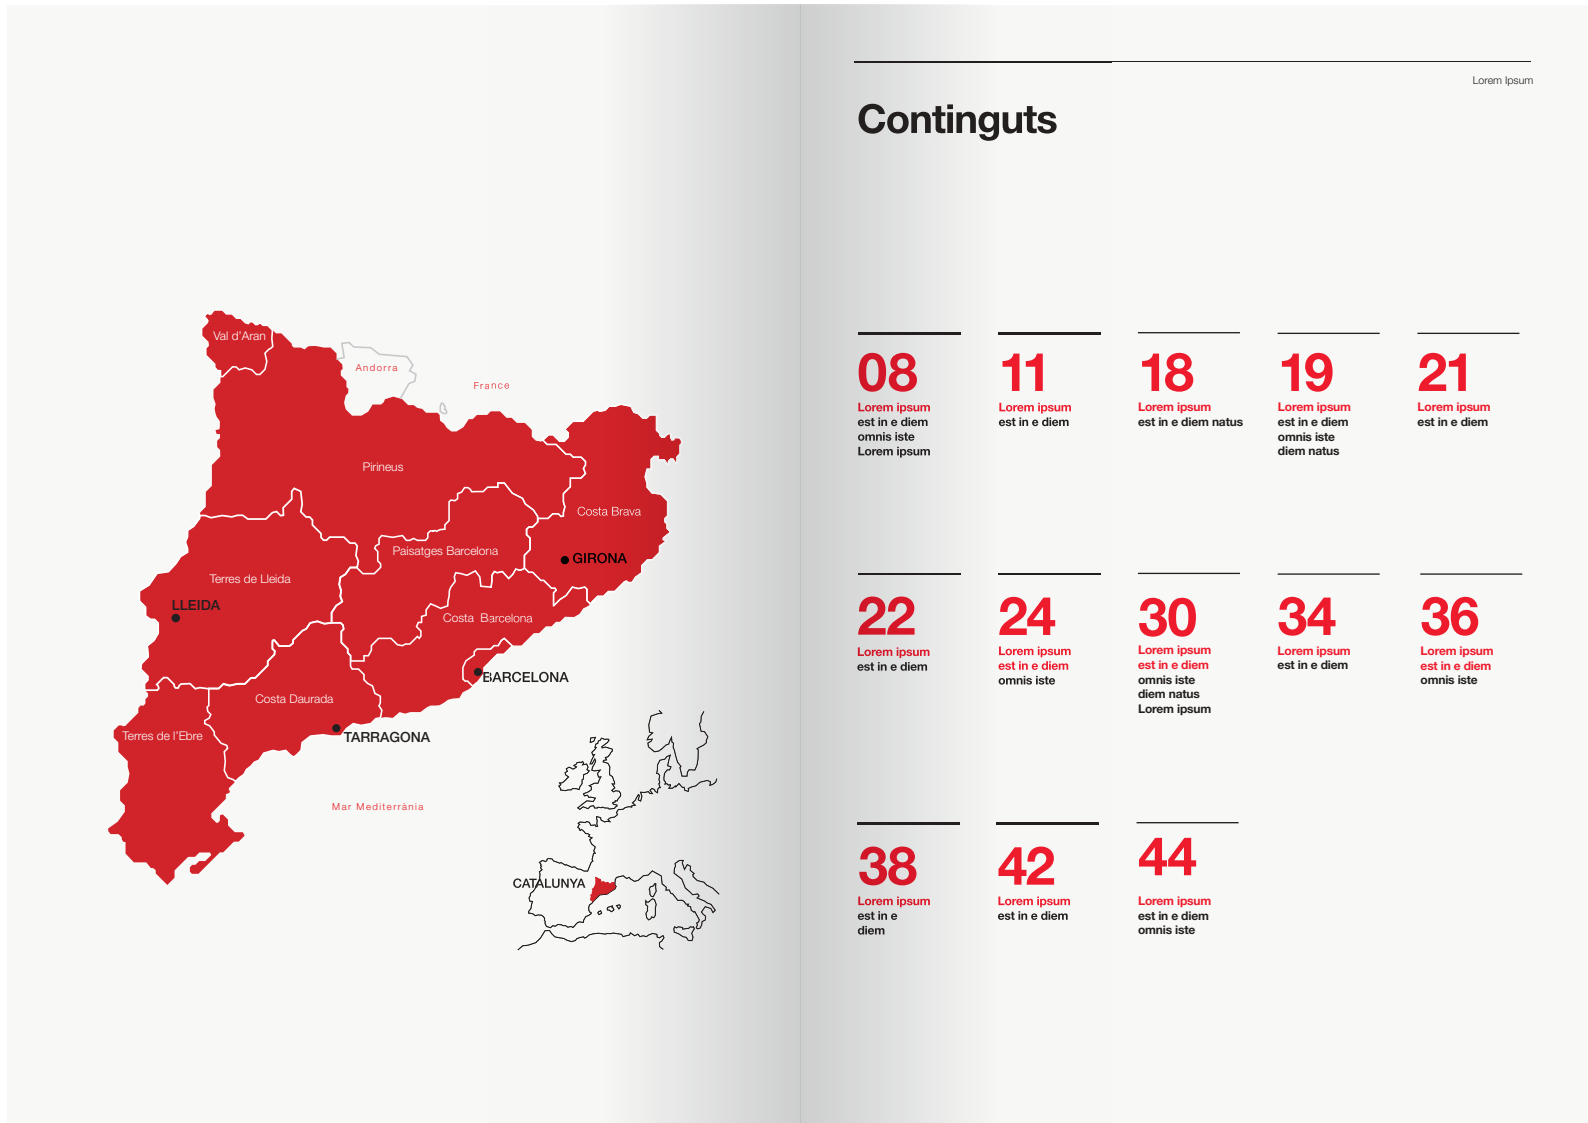 Val d'Aran
Andorra
France
Pirineus
Costa Brava
Paisatges Barcelona
GIRONA
Terres de Lleida
LLEIDA
Costa Barcelona
BARCELONA
Costa Daurada
Terres de l'Ebre
TARRAGONA
Mar Mediterrània
CATALUNYA
Lorem Ipsum
Continguts
08
Lorem ipsum
est in e diem
omnis iste
Lorem ipsum
11
Lorem ipsum
est in e diem
18
Lorem ipsum
est in e diem natus
19
Lorem ipsum
est in e diem
omnis iste
diem natus
21
Lorem ipsum
est in e diem
22
Lorem ipsum
est in e diem
24
Lorem ipsum
est in e diem
omnis iste
30
Lorem ipsum
est in e diem
omnis iste
diem natus
Lorem ipsum
34
Lorem ipsum
est in e diem
36
Lorem ipsum
est in e diem
omnis iste
38
Lorem ipsum
est in e
diem
42
Lorem ipsum
est in e diem
44
Lorem ipsum
est in e diem
omnis iste